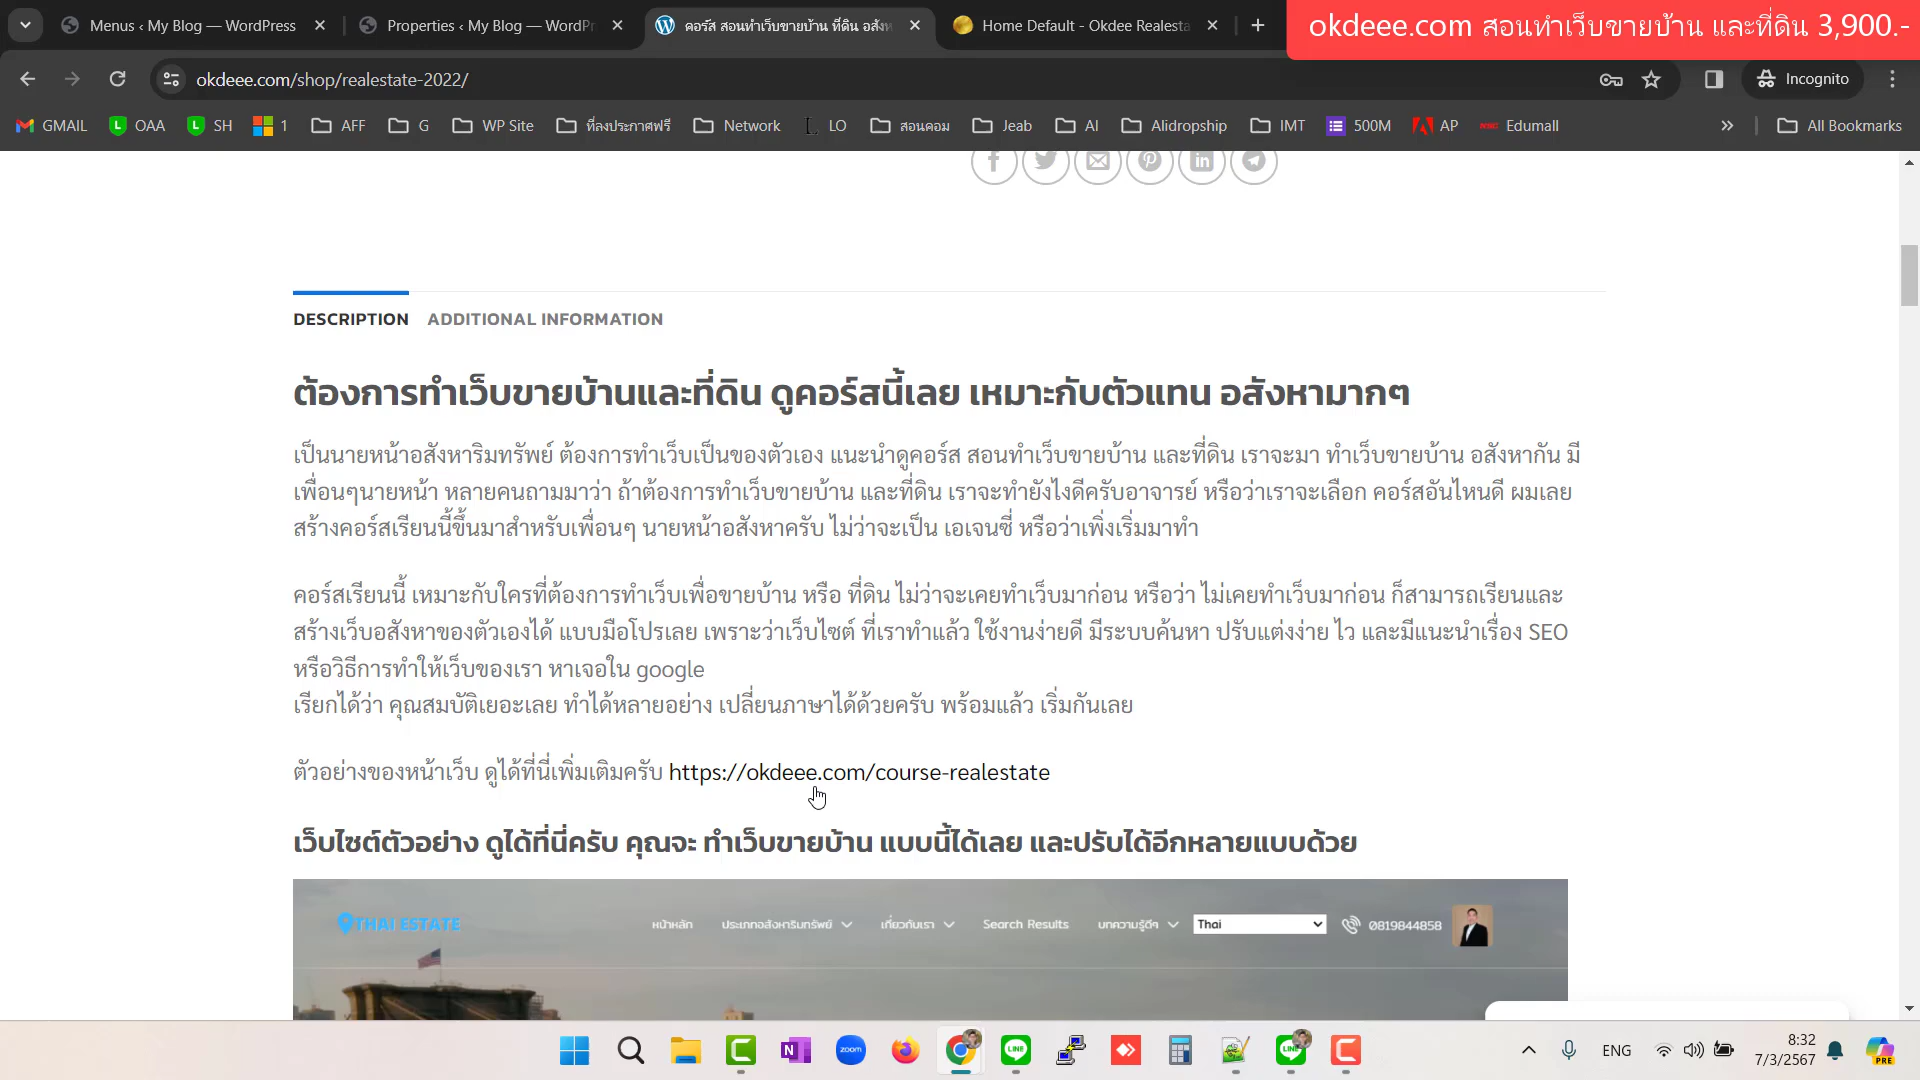 Menus ‹ My Blog — WordPress
Properties ‹ My Blog — WordPr
คอร์ส สอนทำเว็บขายบ้าน ที่ดิน อสังห
Home Default - Okdee Realesta
okdeee.com สอนทำเว็บขายบ้าน และที่ดิน 3,900.-
okdeee.com/shop/realestate-2022/
Incognito
GMAIL
OAA
SH
1
AFF
G
WP Site
ที่ลงประกาศฟรี
Network
LO
สอนคอม
Jeab
AI
Alidropship
IMT
500M
AP
Edumall
All Bookmarks
DESCRIPTION
ADDITIONAL INFORMATION
ต้องการทำเว็บขายบ้านและที่ดิน ดูคอร์สนี้เลย เหมาะกับตัวแทน อสังหามากๆ
เป็นนายหน้าอสังหาริมทรัพย์ ต้องการทำเว็บเป็นของตัวเอง แนะนำดูคอร์ส สอนทำเว็บขายบ้าน และที่ดิน เราจะมา ทำเว็บขายบ้าน อสังหากัน มี
เพื่อนๆนายหน้า หลายคนถามมาว่า ถ้าต้องการทำเว็บขายบ้าน และที่ดิน เราจะทำยังไงดีครับอาจารย์ หรือว่าเราจะเลือก คอร์สอันไหนดี ผมเลย
สร้างคอร์สเรียนนี้ขึ้นมาสำหรับเพื่อนๆ นายหน้าอสังหาครับ ไม่ว่าจะเป็น เอเจนซี่ หรือว่าเพิ่งเริ่มมาทำ
คอร์สเรียนนี้ เหมาะกับใครที่ต้องการทำเว็บเพื่อขายบ้าน หรือ ที่ดิน ไม่ว่าจะเคยทำเว็บมาก่อน หรือว่า ไม่เคยทำเว็บมาก่อน ก็สามารถเรียนและ
สร้างเว็บอสังหาของตัวเองได้ แบบมือโปรเลย เพราะว่าเว็บไซต์ ที่เราทำแล้ว ใช้งานง่ายดี มีระบบค้นหา ปรับแต่งง่าย ไว และมีแนะนำเรื่อง SEO
หรือวิธีการทำให้เว็บของเรา หาเจอใน google
เรียกได้ว่า คุณสมบัติเยอะเลย ทำได้หลายอย่าง เปลี่ยนภาษาได้ด้วยครับ พร้อมแล้ว เริ่มกันเลย
ตัวอย่างของหน้าเว็บ ดูได้ที่นี่เพิ่มเติมครับ https://okdeee.com/course-realestate
เว็บไซต์ตัวอย่าง ดูได้ที่นี่ครับ คุณจะ ทำเว็บขายบ้าน แบบนี้ได้เลย และปรับได้อีกหลายแบบด้วย
THAI ESTATE
หน้าหลัก
ประเภทอสังหาริมทรัพย์
เกี่ยวกับเรา
Search Results
บทความรู้ดีๆ
Thai
0819844858
zoom
LINE
ENG
8:32
7/3/2567
PRE